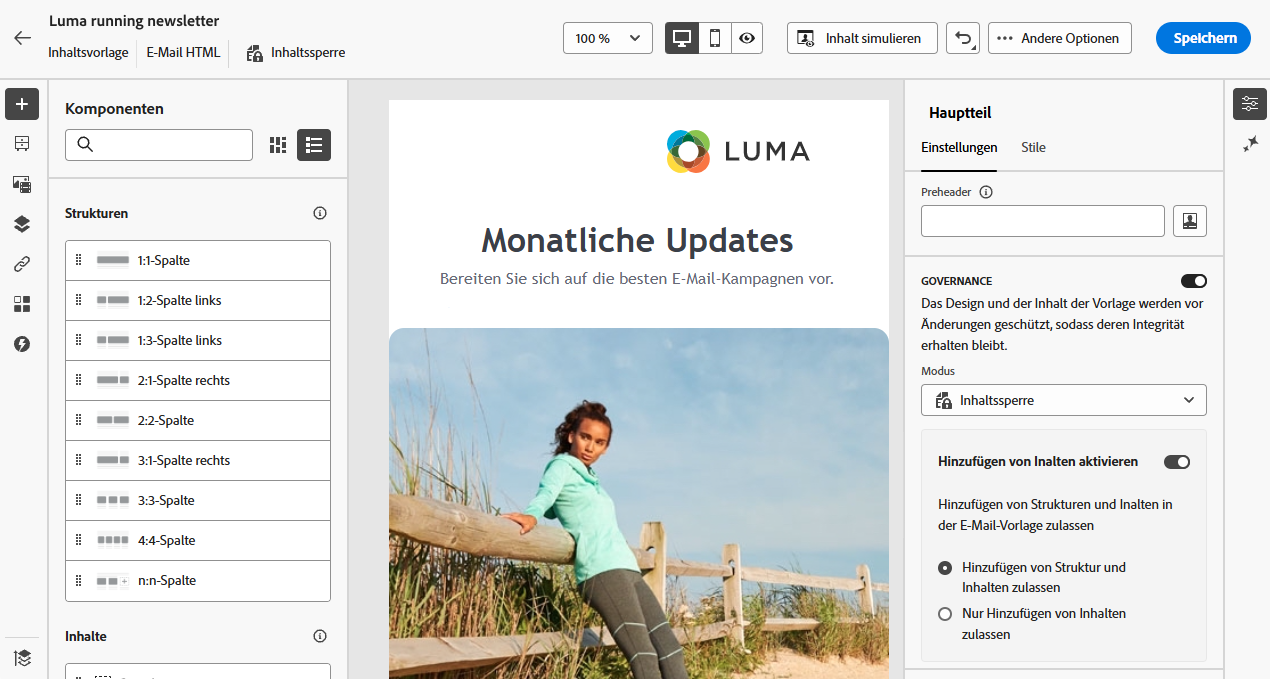 Luma running newsletter
Inhaltsvorlage
E-Mail HTML
Inhaltssperre
100 %
Inhalt simulieren
Andere Optionen
Speichern
Komponenten
Strukturen
1:1-Spalte
1:2-Spalte links
1:3-Spalte links
2:1-Spalte rechts
2:2-Spalte
3:1-Spalte rechts
3:3-Spalte
4:4-Spalte
n:n-Spalte
Inhalte
LUMA
Monatliche Updates
Bereiten Sie sich auf die besten E-Mail-Kampagnen vor.
Hauptteil
Einstellungen
Stile
Preheader
GOVERNANCE
Das Design und der Inhalt der Vorlage werden vor
Änderungen geschützt, sodass deren Integrität
erhalten bleibt.
Modus
Inhaltssperre
Hinzufügen von Inalten aktivieren
Hinzufügen von Strukturen und Inalten in
der E-Mail-Vorlage zulassen
Hinzufügen von Struktur und
Inhalten zulassen
Nur Hinzufügen von Inhalten
zulassen